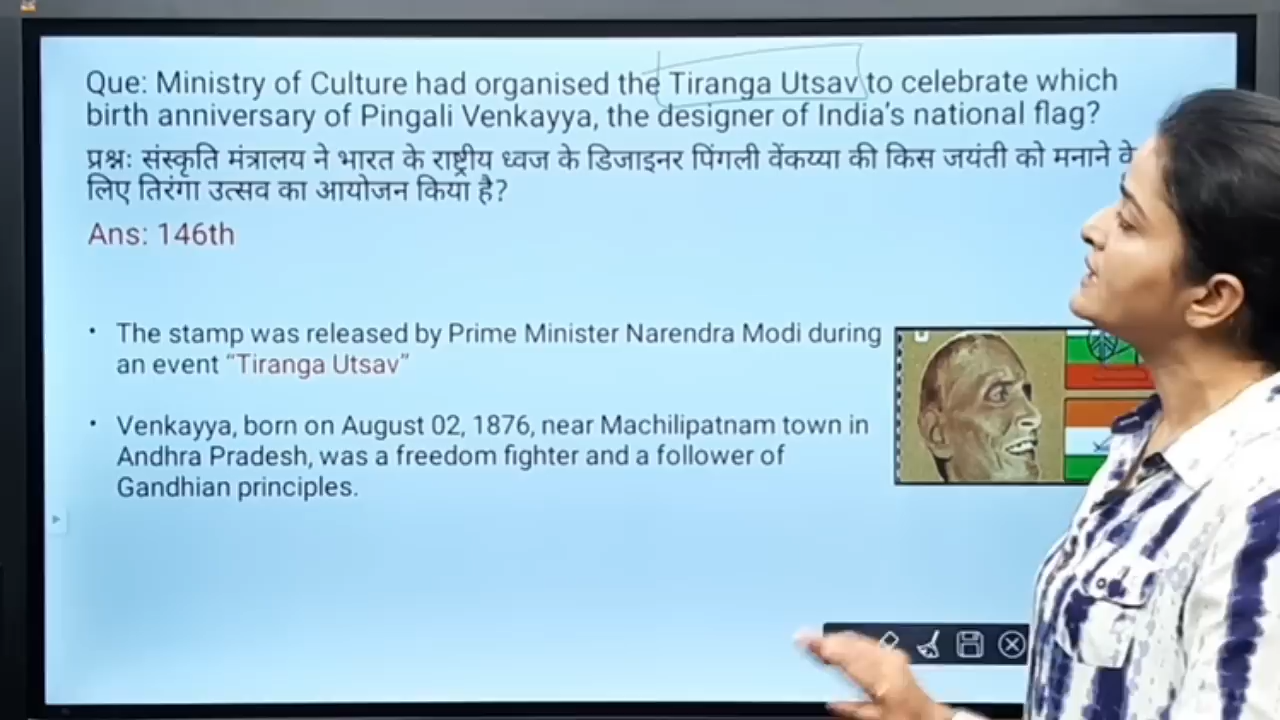 Que: Ministry of Culture had organised the Tiranga Utsav to celebrate which
birth anniversary of Pingali Venkayya, the designer of India's national flag?
प्रश्नः संस्कृति मंत्रालय ने भारत के राष्ट्रीय ध्वज के डिजाइनर पिंगली वेंकय्या की किस जयंती को मनाने के
लिए तिरंगा उत्सव का आयोजन किया है?
Ans: 146th
• The stamp was released by Prime Minister Narendra Modi during
an event “Tiranga Utsav”
• Venkayya, born on August 02, 1876, near Machilipatnam town in
Andhra Pradesh, was a freedom fighter and a follower of
Gandhian principles.